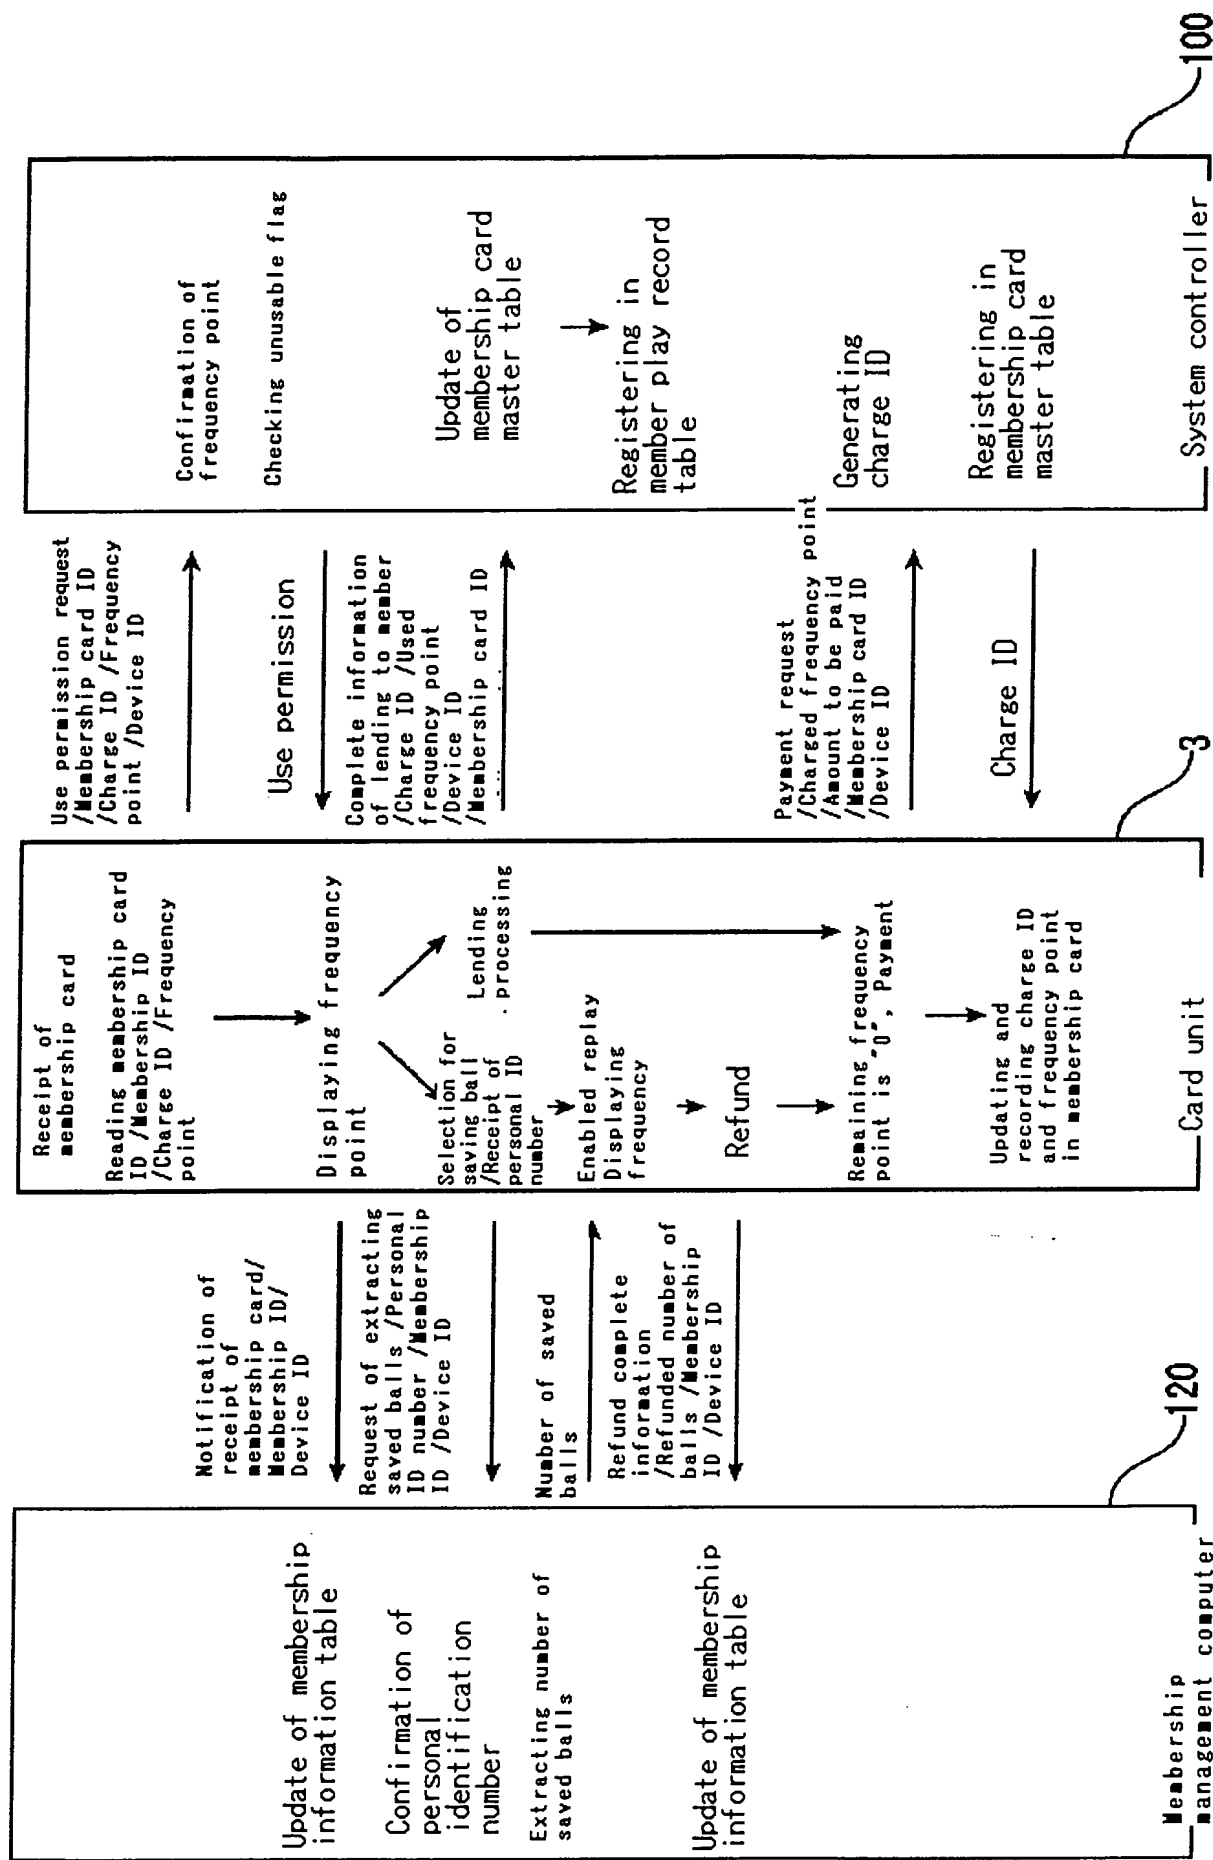 Update of membership
information table
Confirmation of
personal
identification
number
Extracting number of
saved balls
Update of membership
information table
Membership
management computer
120
Notification of
receipt of
membership card/
Membership ID/
Device ID
Request of extracting
saved balls /Personal
ID number /Membership
ID /Device ID
Number of saved
balls
Refund complete
information
/Refunded number of
balls /Membership
ID /Device ID
Receipt of
membership card
Reading membership card
ID /Membership ID
/Charge ID /Frequency
point
Displaying frequency
point
Selection for
saving ball
/Receipt of
personal ID
number
Lending
.processing
Enabled replay
Displaying
frequency
Refund
Remaining frequency
point is "0", Payment
Updating and
recording charge ID
and frequency point
in membership card
Card unit
3
Use permission request
/Membership card ID
/Charge ID /Frequency
point /Device ID
Use permission
Complete information
of lending to member
/Charge ID /Used
frequency point
/Device ID
/Membership card ID
Payment request
/Charged frequency point
/Amount to be paid
/Membership card ID
/Device ID
Charge ID
Confirmation of
frequency point
Checking unusable flag
Update of
membership card
master table
Registering in
member play record
table
Generating
charge ID
Registering in
membership card
master table
System controller
100